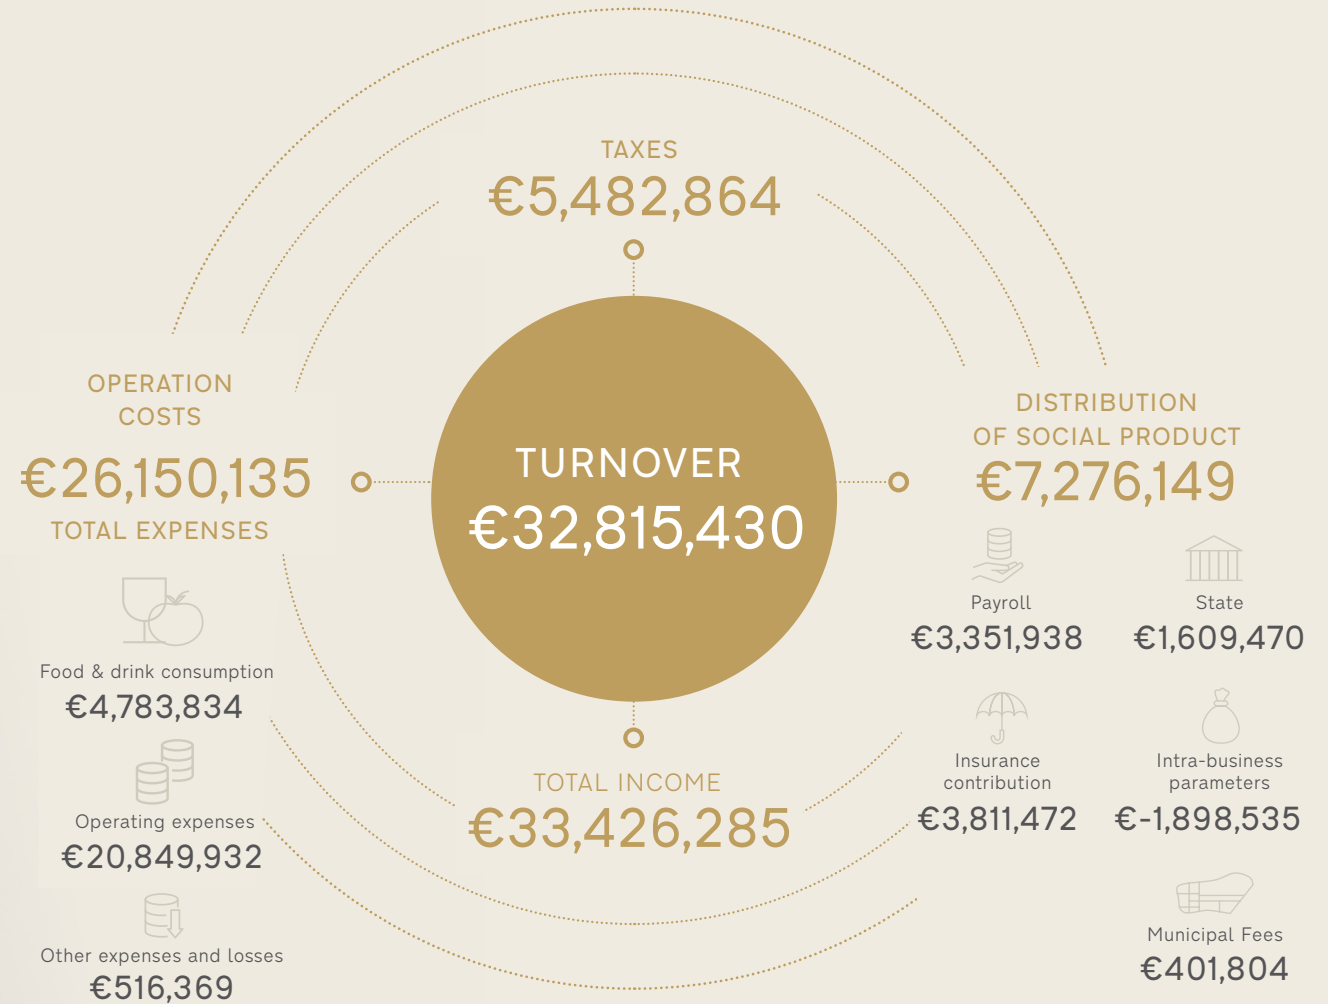 TAXES
€5,482,864
OPERATION
COSTS
€26,150,135
TOTAL EXPENSES
Food & drink consumption
€4,783,834
Operating expenses
€20,849,932
Other expenses and losses
€516,369
TURNOVER
€32,815,430
TOTAL INCOME
€33,426,285
DISTRIBUTION
OF SOCIAL PRODUCT
€7,276,149
Payroll
€3,351,938
State
€1,609,470
Insurance
contribution
€3,811,472
Intra-business
parameters
€-1,898,535
Municipal Fees
€401,804